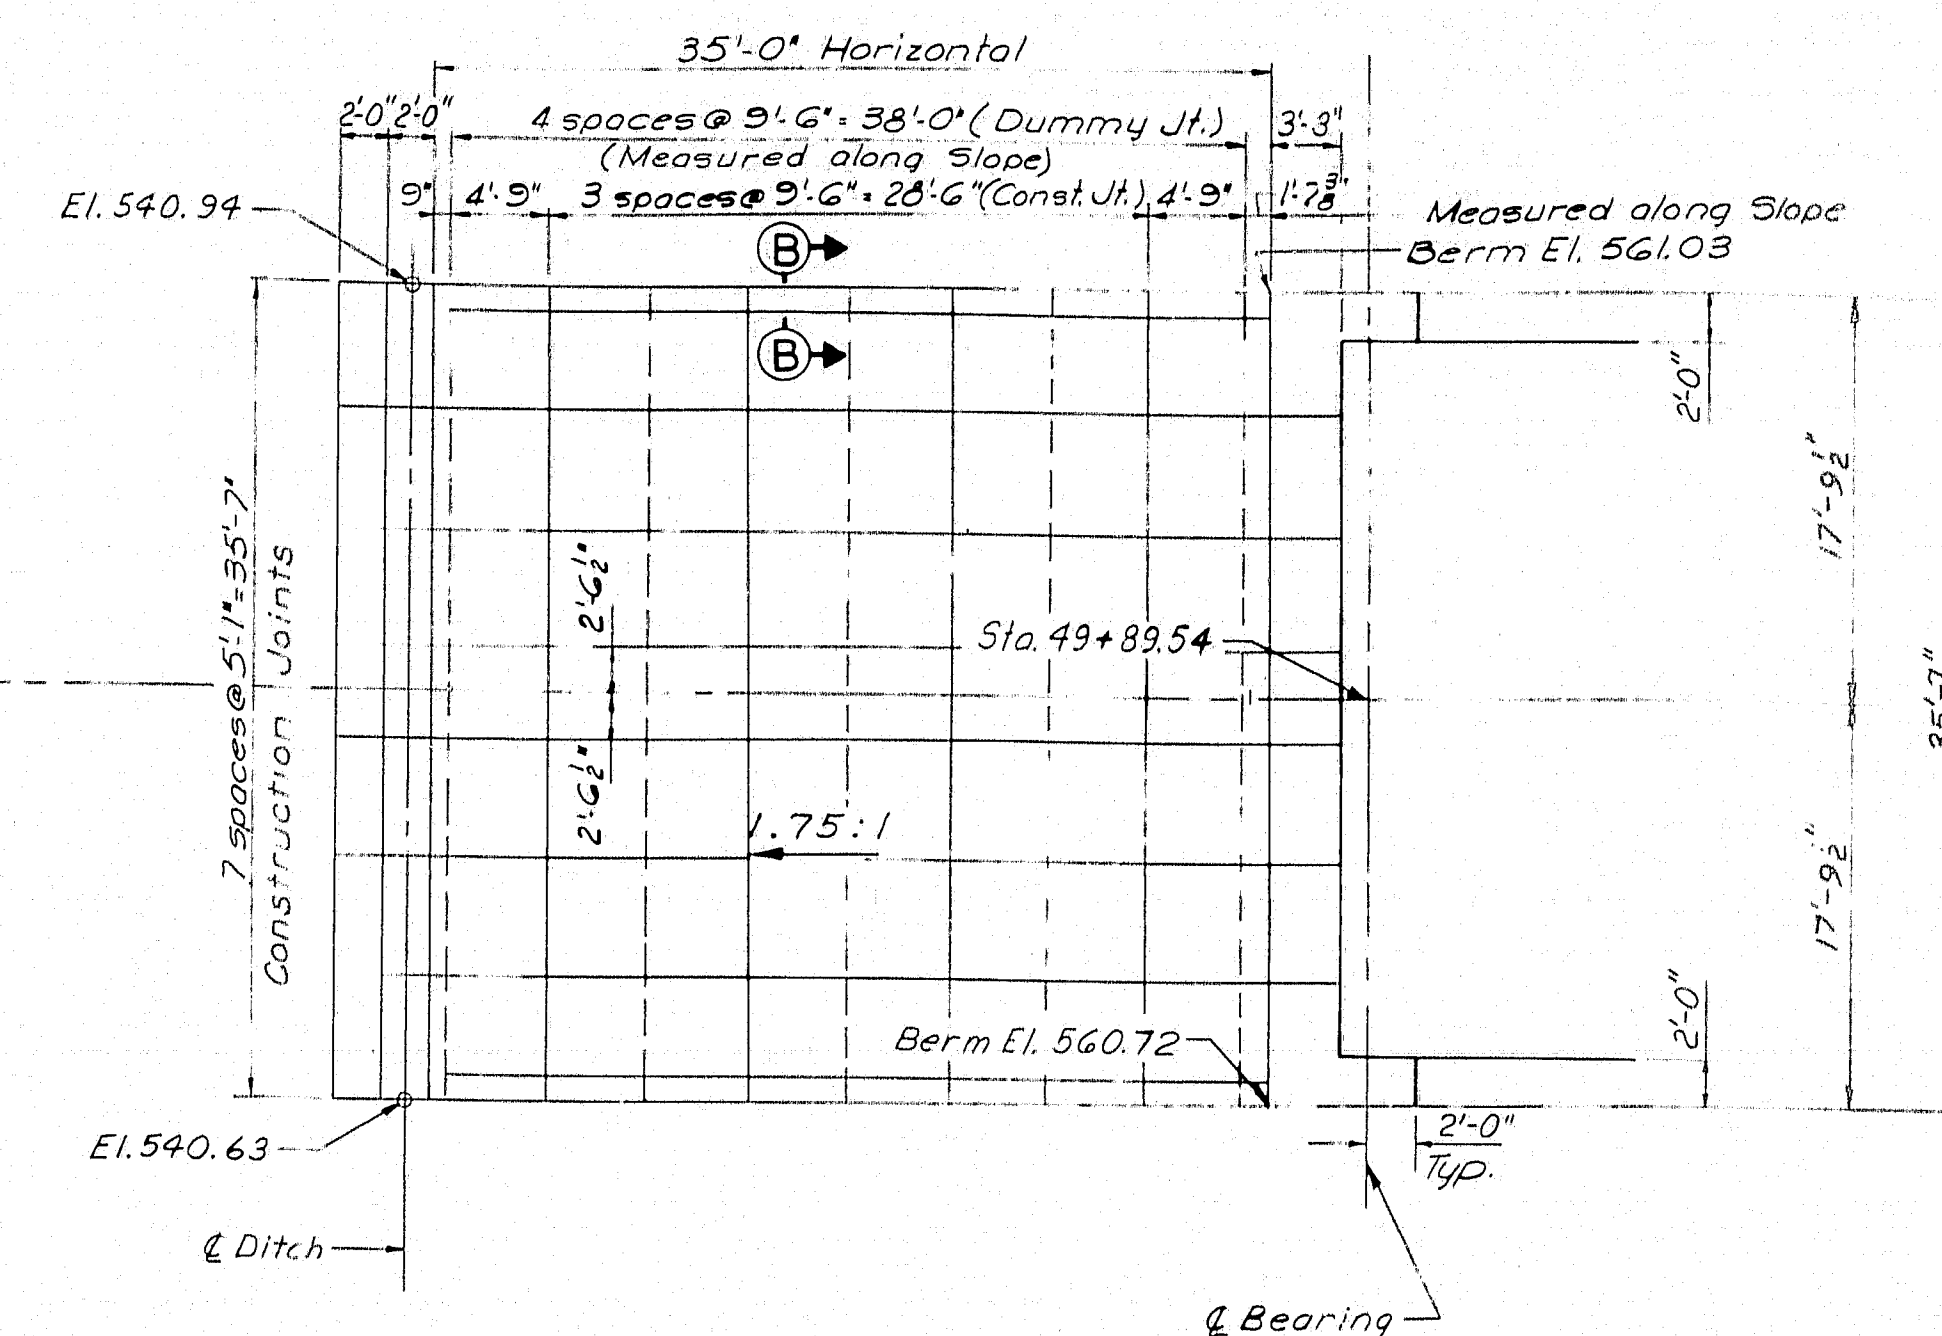 35'-0" Horizontal
2'-0" 2'-0"
4 spaces @ 9'-6" = 38'-0" (Dummy Jt.)
3'-3"
(Measured along Slope)
9" 4'-9" 3 spaces @ 9'-6" = 28'-6" (Const. Jt.) 4'-9" 1'-7 3/8"
El. 540.94
Measured along Slope
Berm El. 561.03
B
B
2'-0"
17'-9 1/2"
7 spaces @ 5'-1" = 35'-7"
Construction Joints
2'-6 1/2"
Sta. 49+89.54
35'-7"
2'-6 1/2"
1.75:1
17'-9 1/2"
2'-0"
Berm El. 560.72
El. 540.63
2'-0"
Typ.
℄ Ditch
℄ Bearing